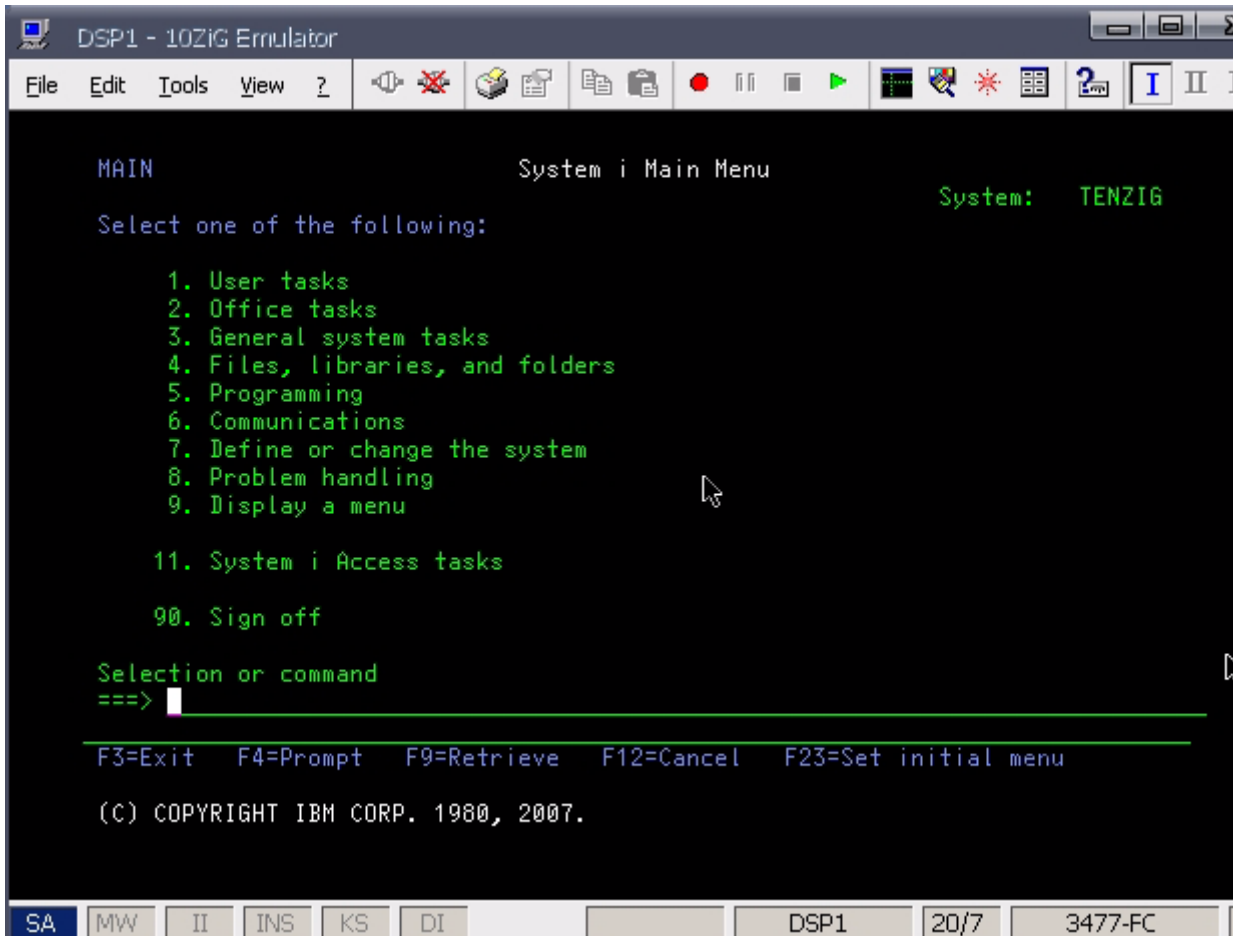 DSP1 - 10ZiG Emulator
File Edit Tools View ?
MAIN System i Main Menu
System: TENZIG
Select one of the following:
1. User tasks
2. Office tasks
3. General system tasks
4. Files, libraries, and folders
5. Programming
6. Communications
7. Define or change the system
8. Problem handling
9. Display a menu
11. System i Access tasks
90. Sign off
Selection or command
===>
F3=Exit F4=Prompt F9=Retrieve F12=Cancel F23=Set initial menu
(C) COPYRIGHT IBM CORP. 1980, 2007.
SA MW II INS KS DI DSP1 20/7 3477-FC